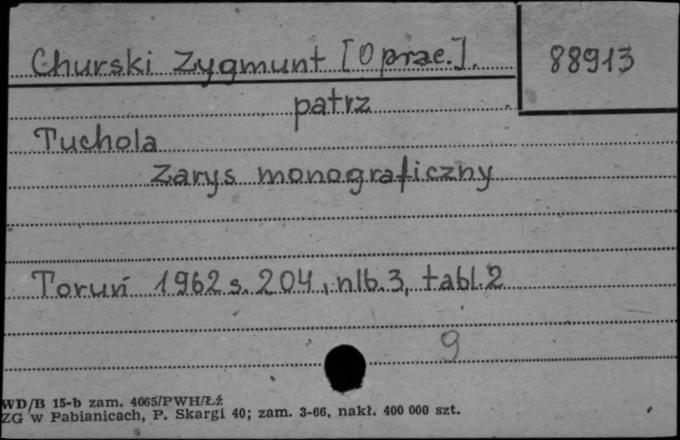 Churski Zygmunt [Oprac.].
88913
patrz
Tuchola
Zarys monograficzny
Toruń 1962 s. 204, nlb. 3, tabl. 2
9
WD/B 15-b zam. 4065/PWH/Łź
ZG w Pabianicach, P. Skargi 40; zam. 3-66, nakł. 400 000 szt.